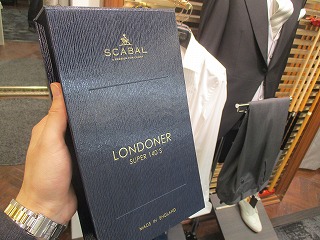 SCABAL
LONDONER
SUPER 140'S
MADE IN ENGLAND